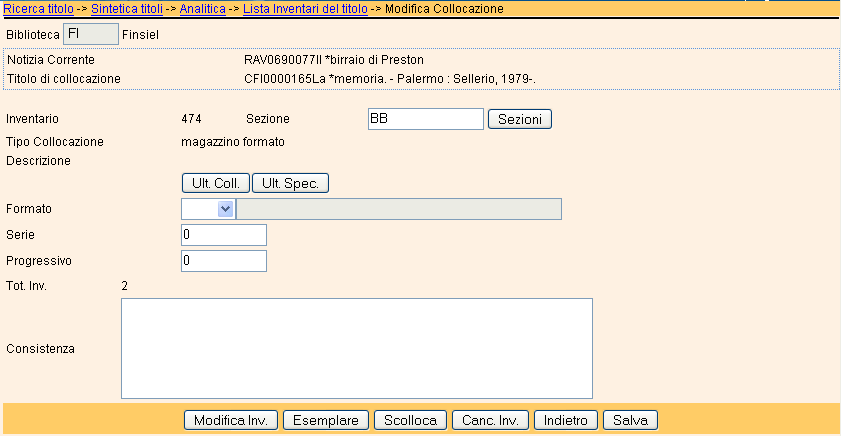 Ricerca titolo -> Sintetica titoli -> Analitica -> Lista Inventari del titolo -> Modifica Collocazione
Biblioteca FI Finsiel
Notizia Corrente RAV0690077Il *birraio di Preston
Titolo di collocazione CFI0000165La *memoria. - Palermo : Sellerio, 1979-.
Inventario 474 Sezione BB Sezioni
Tipo Collocazione magazzino formato
Descrizione
Ult. Coll. Ult. Spec.
Formato
Serie 0
Progressivo 0
Tot. Inv. 2
Consistenza
Modifica Inv. Esemplare Scolloca Canc. Inv. Indietro Salva